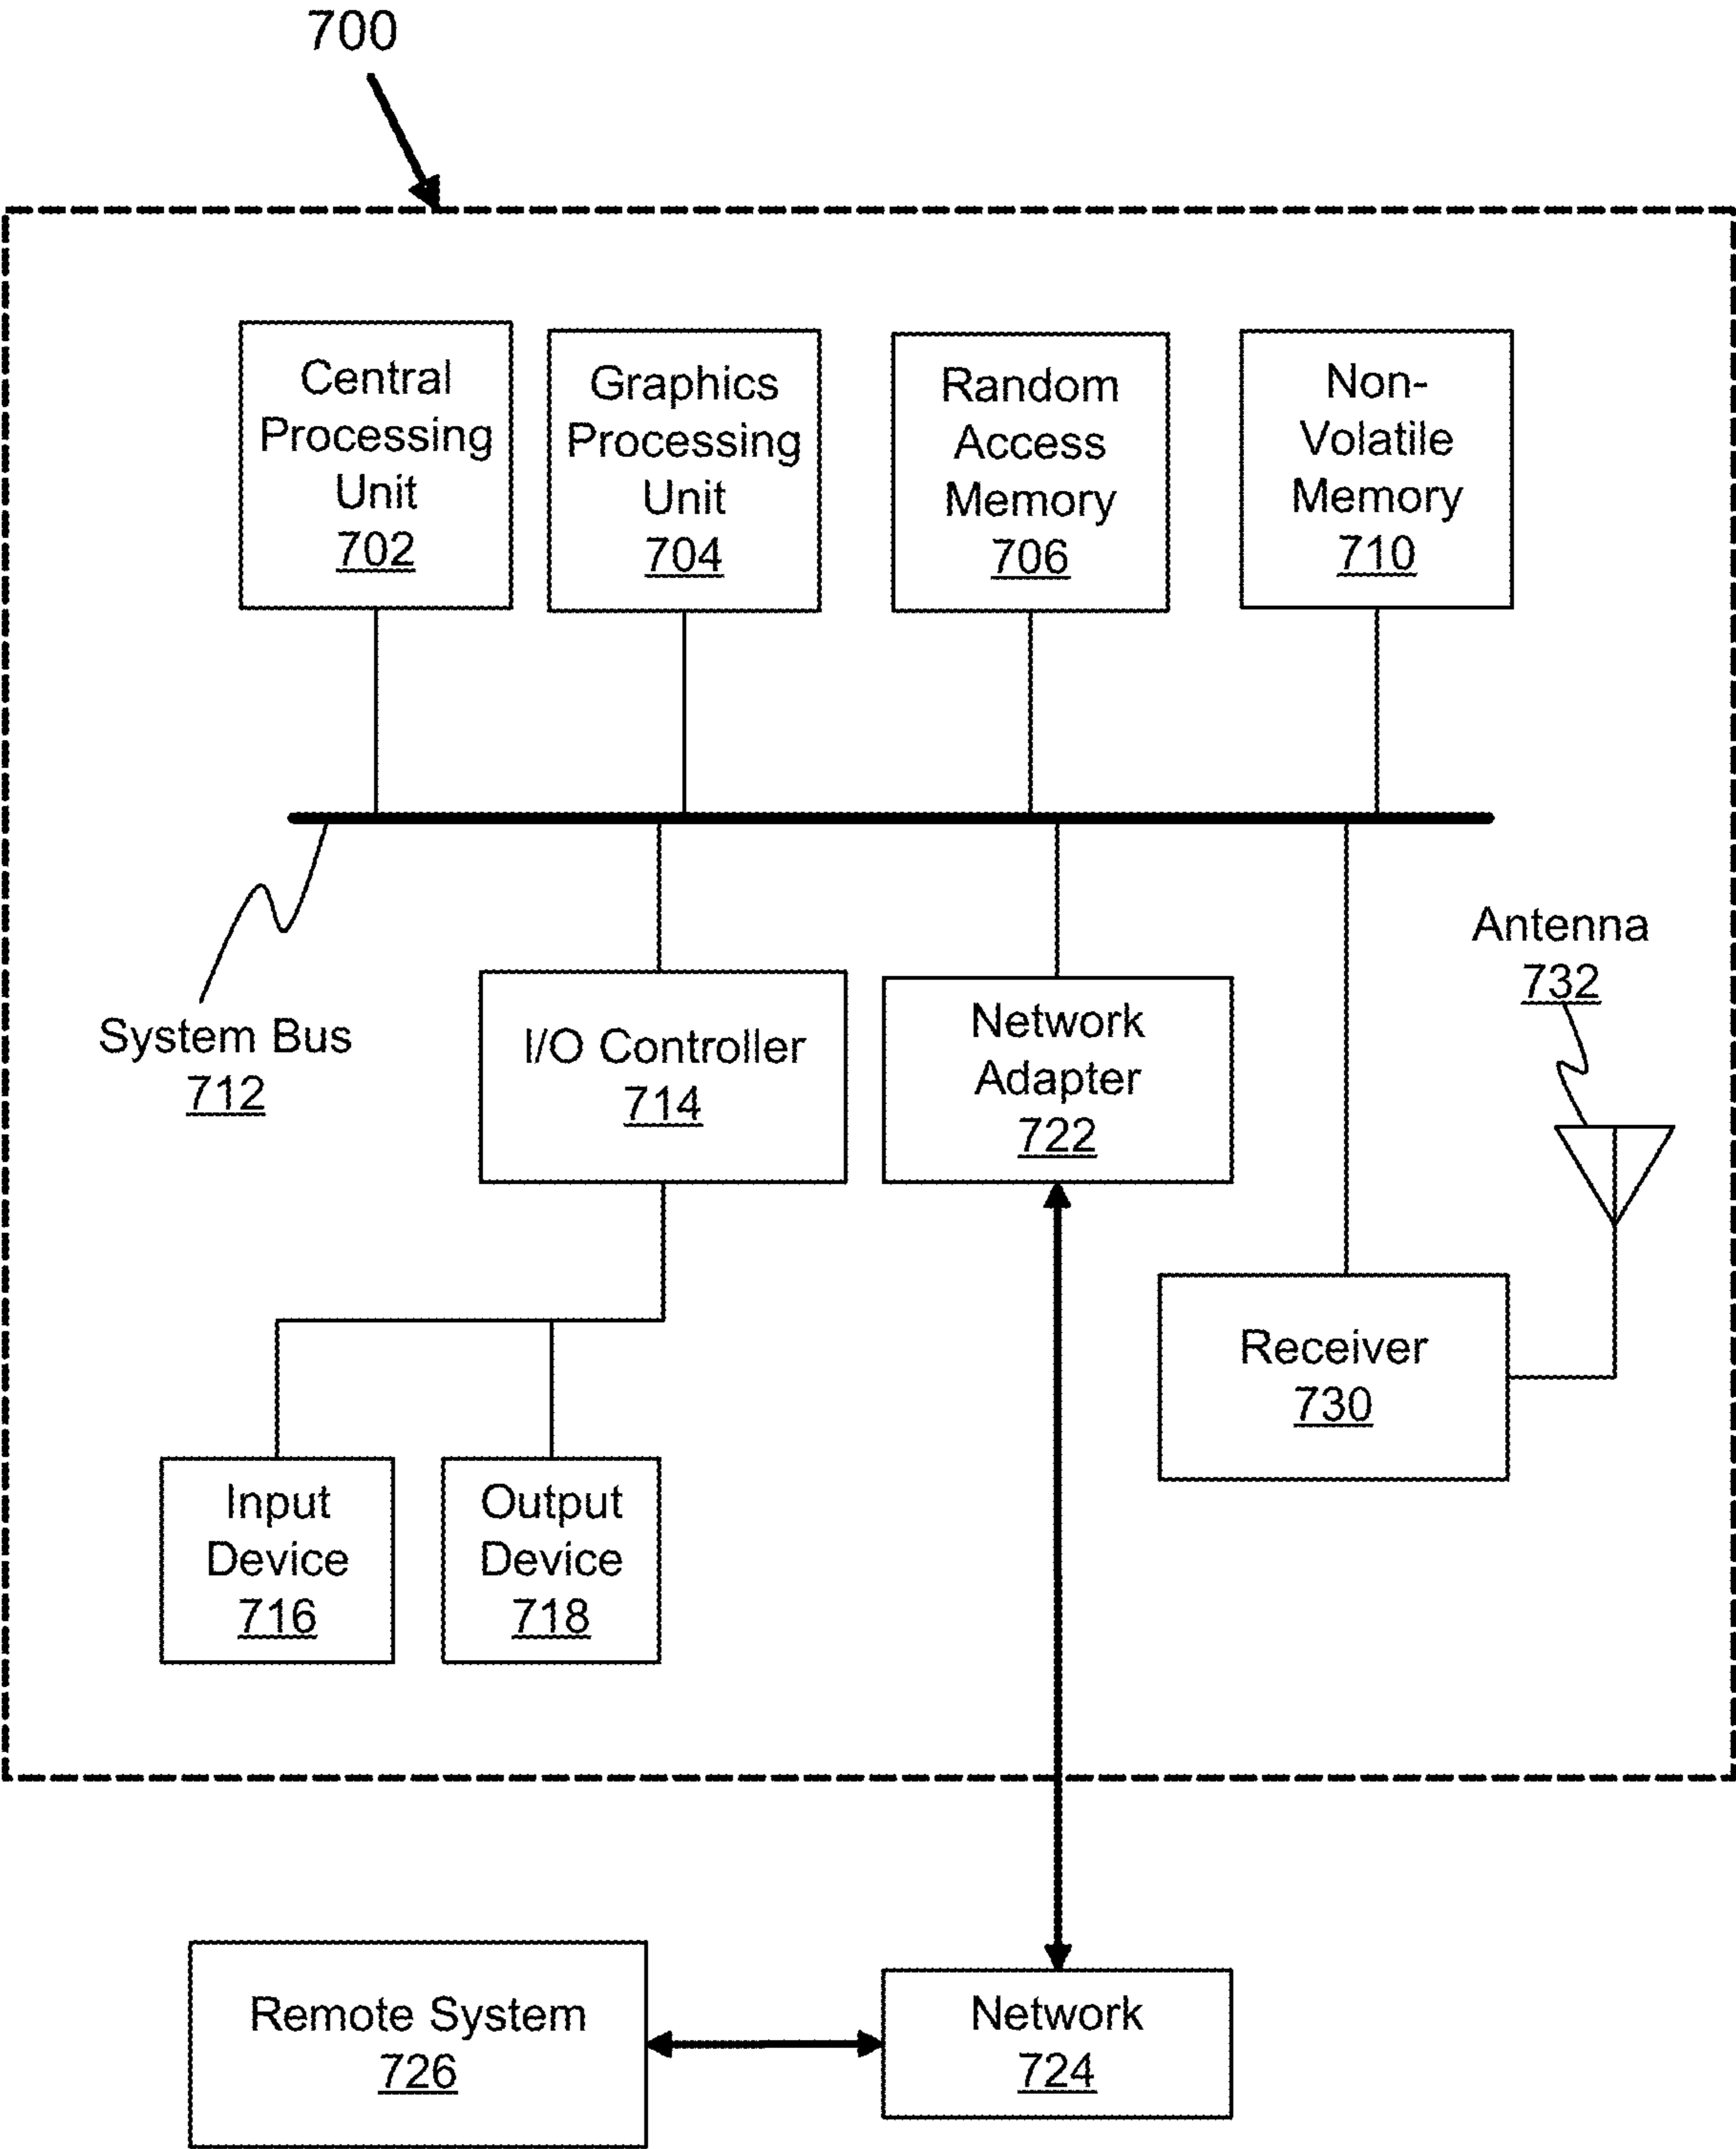 700
Central
Processing
Unit
702
Graphics
Processing
Unit
704
Random
Access
Memory
706
Non-
Volatile
Memory
710
System Bus
712
I/O Controller
714
Network
Adapter
722
Antenna
732
Receiver
730
Input
Device
716
Output
Device
718
Remote System
726
Network
724